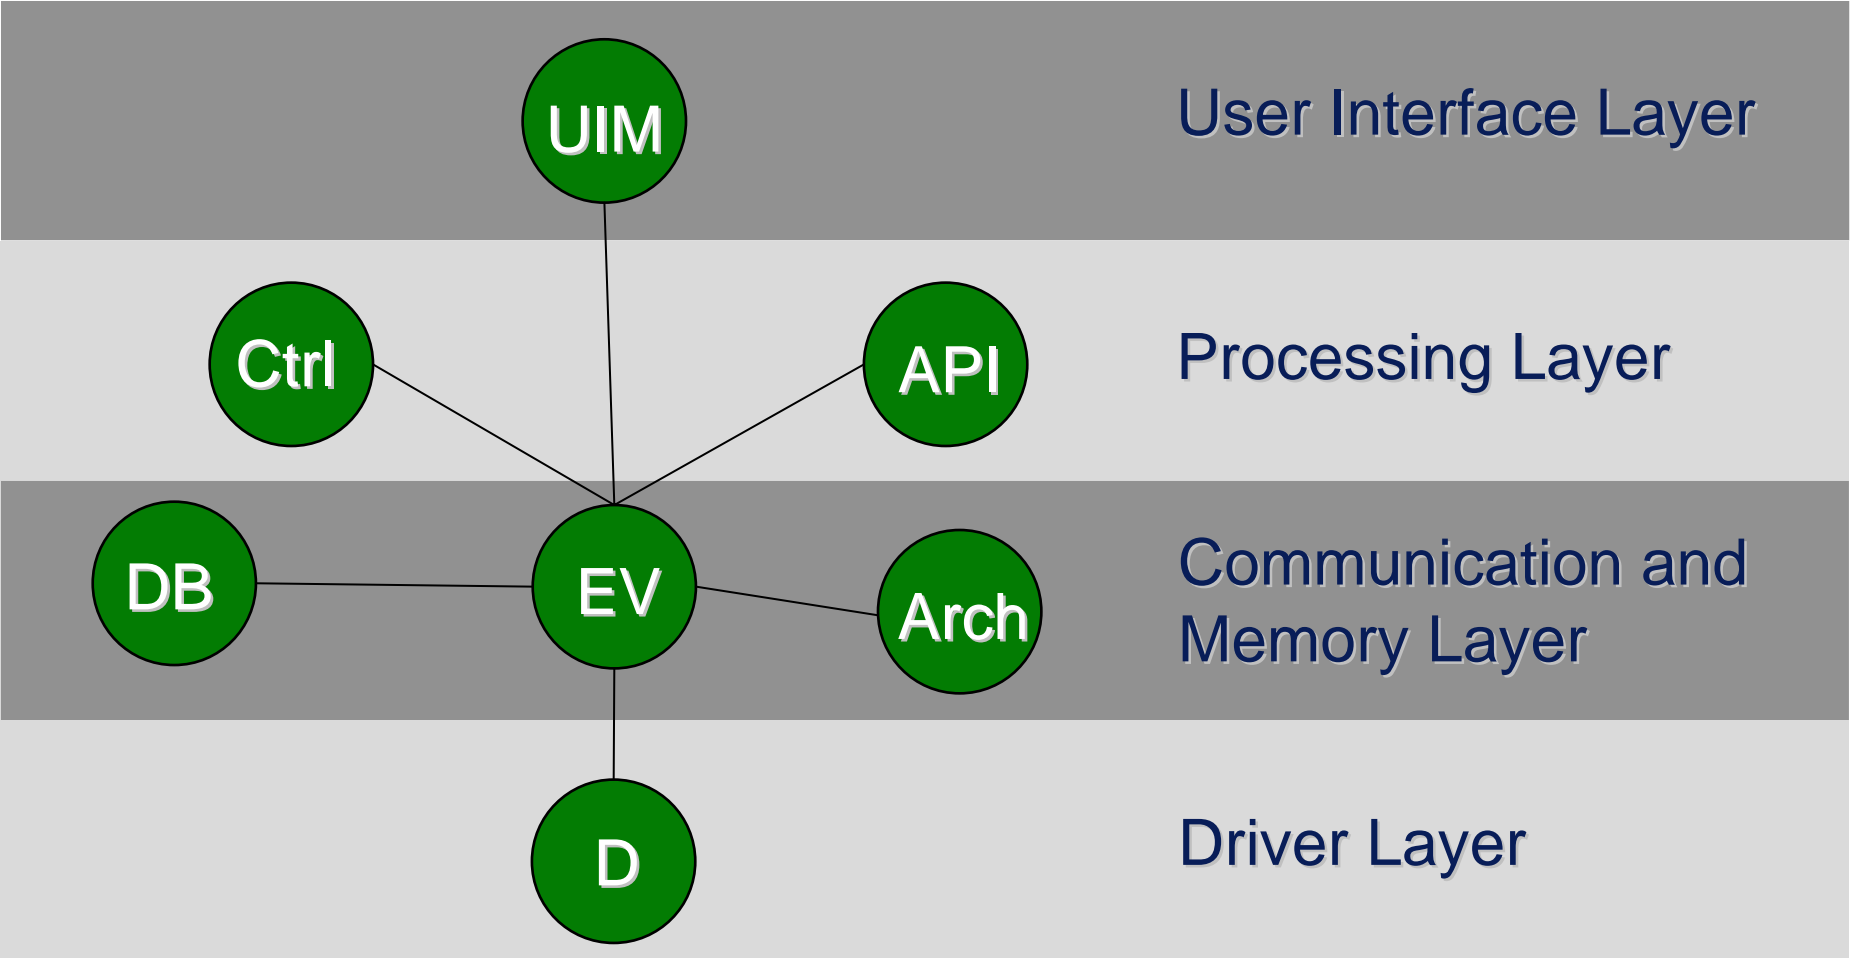 UIM
User Interface Layer
Ctrl
API
Processing Layer
DB
EV
Arch
Communication and
Memory Layer
D
Driver Layer